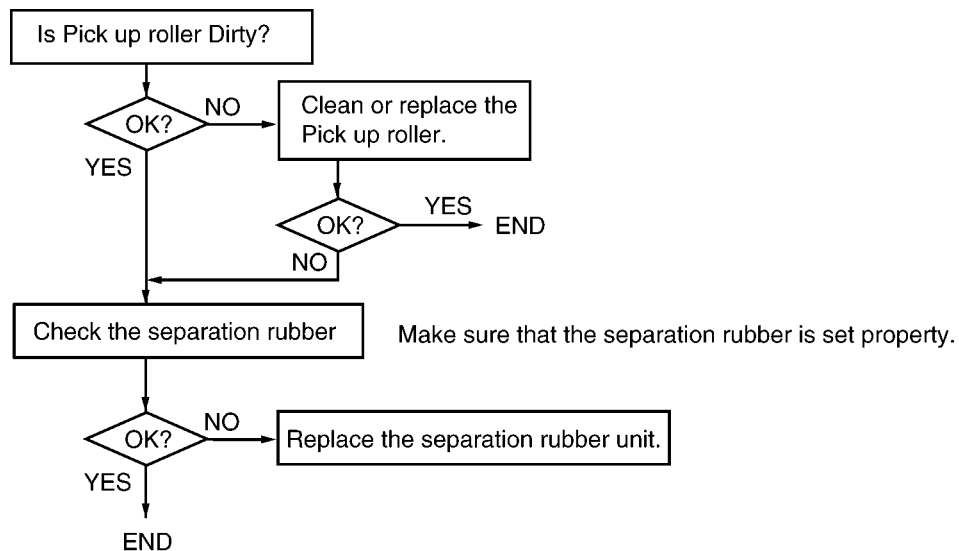 Is Pick up roller Dirty?
OK?
NO
Clean or replace the
Pick up roller.
YES
OK?
YES
END
NO
Check the separation rubber
Make sure that the separation rubber is set property.
OK?
NO
Replace the separation rubber unit.
YES
END